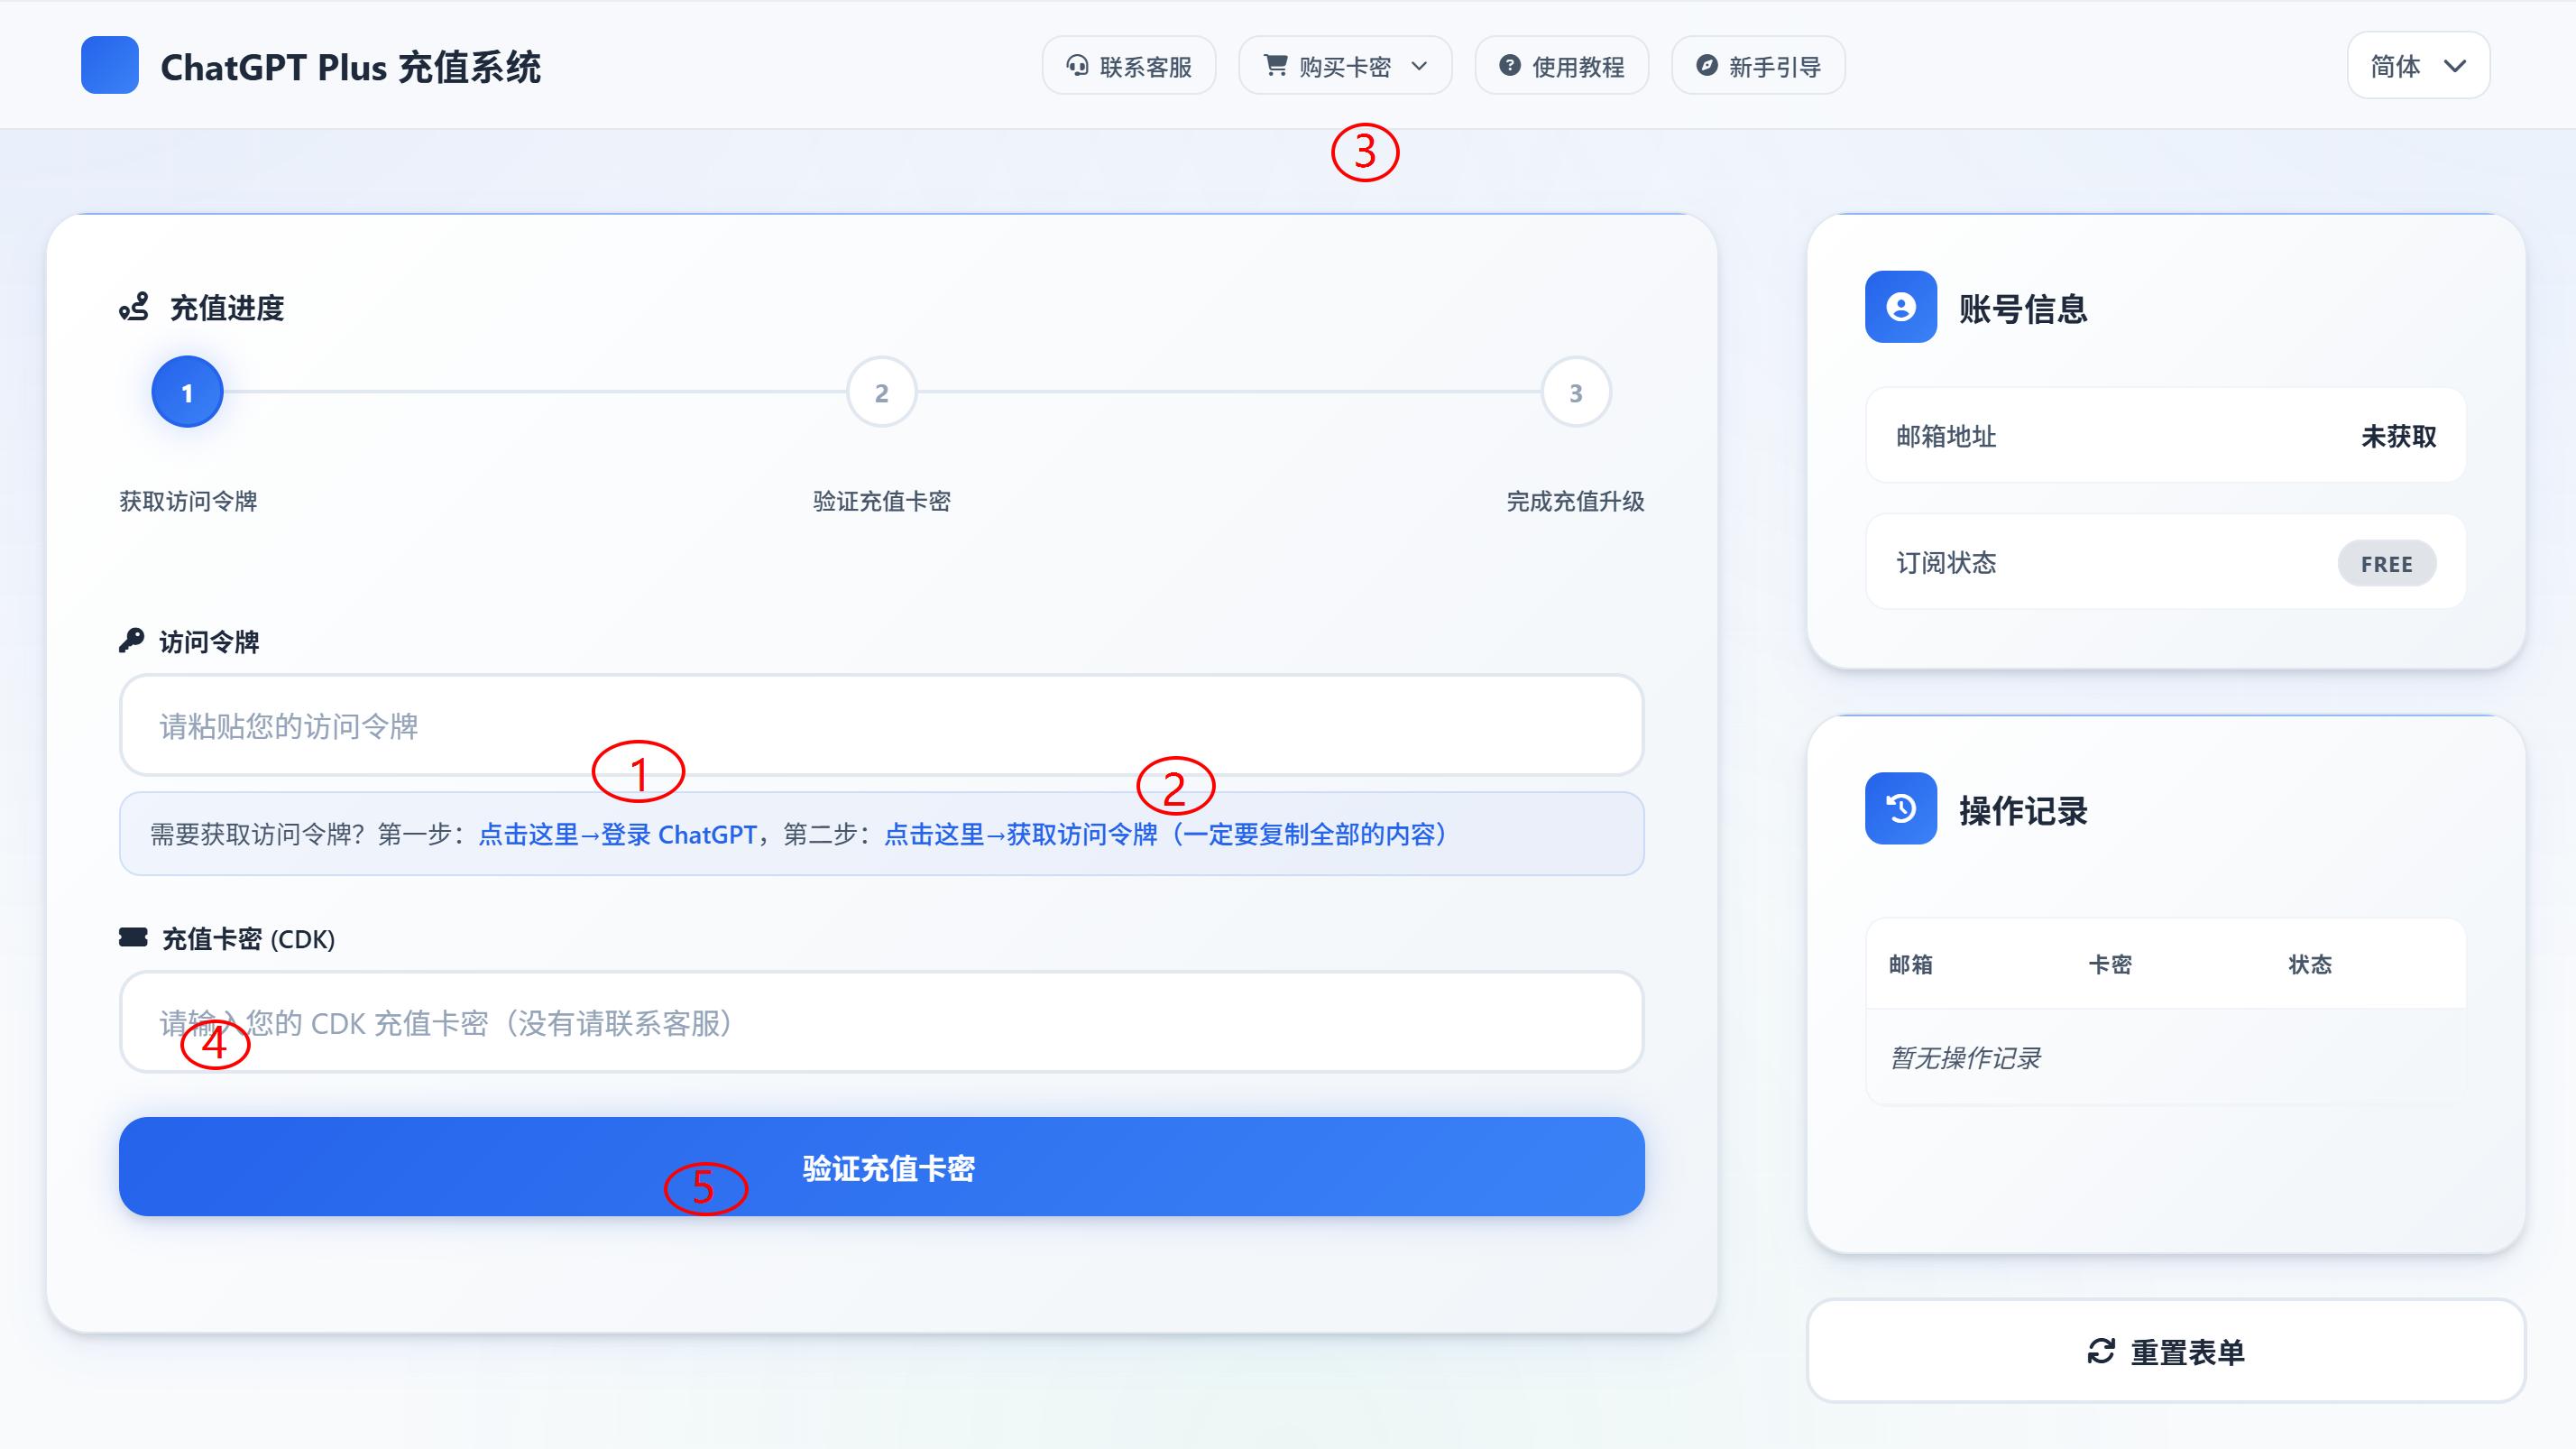 ChatGPT Plus 充值系统
联系客服
购买卡密
使用教程
新手引导
简体
3
充值进度
1
2
3
获取访问令牌
验证充值卡密
完成充值升级
访问令牌
请粘贴您的访问令牌
1
2
需要获取访问令牌？第一步：点击这里→登录 ChatGPT，第二步：点击这里→获取访问令牌（一定要复制全部的内容）
充值卡密 (CDK)
请输入您的 CDK 充值卡密（没有请联系客服）
4
验证充值卡密
5
账号信息
邮箱地址
未获取
订阅状态
FREE
操作记录
邮箱
卡密
状态
暂无操作记录
重置表单